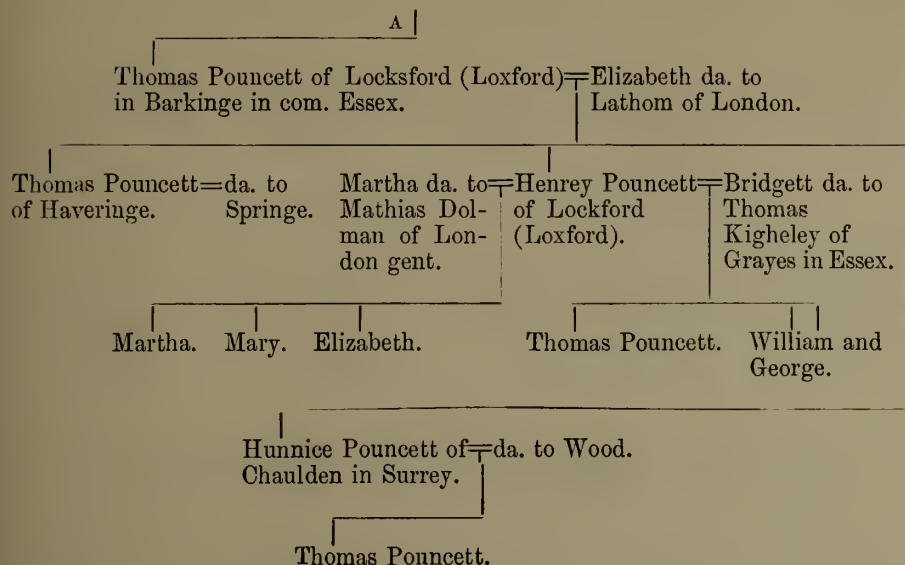 A
Thomas Pouncett of Locksford (Loxford)=Elizabeth da. to
in Barkinge in com. Essex. Lathom of London.
Thomas Pouncett=da. to Martha da. to=Henrey Pouncett=Bridgett da. to
of Haveringe. Springe. Mathias Dol- of Lockford Thomas
man of Lon- (Loxford). Kigheley of
don gent. Grayes in Essex.
Martha. Mary. Elizabeth. Thomas Pouncett. William and
George.
Hunnice Pouncett of=da. to Wood.
Chaulden in Surrey.
Thomas Pouncett.